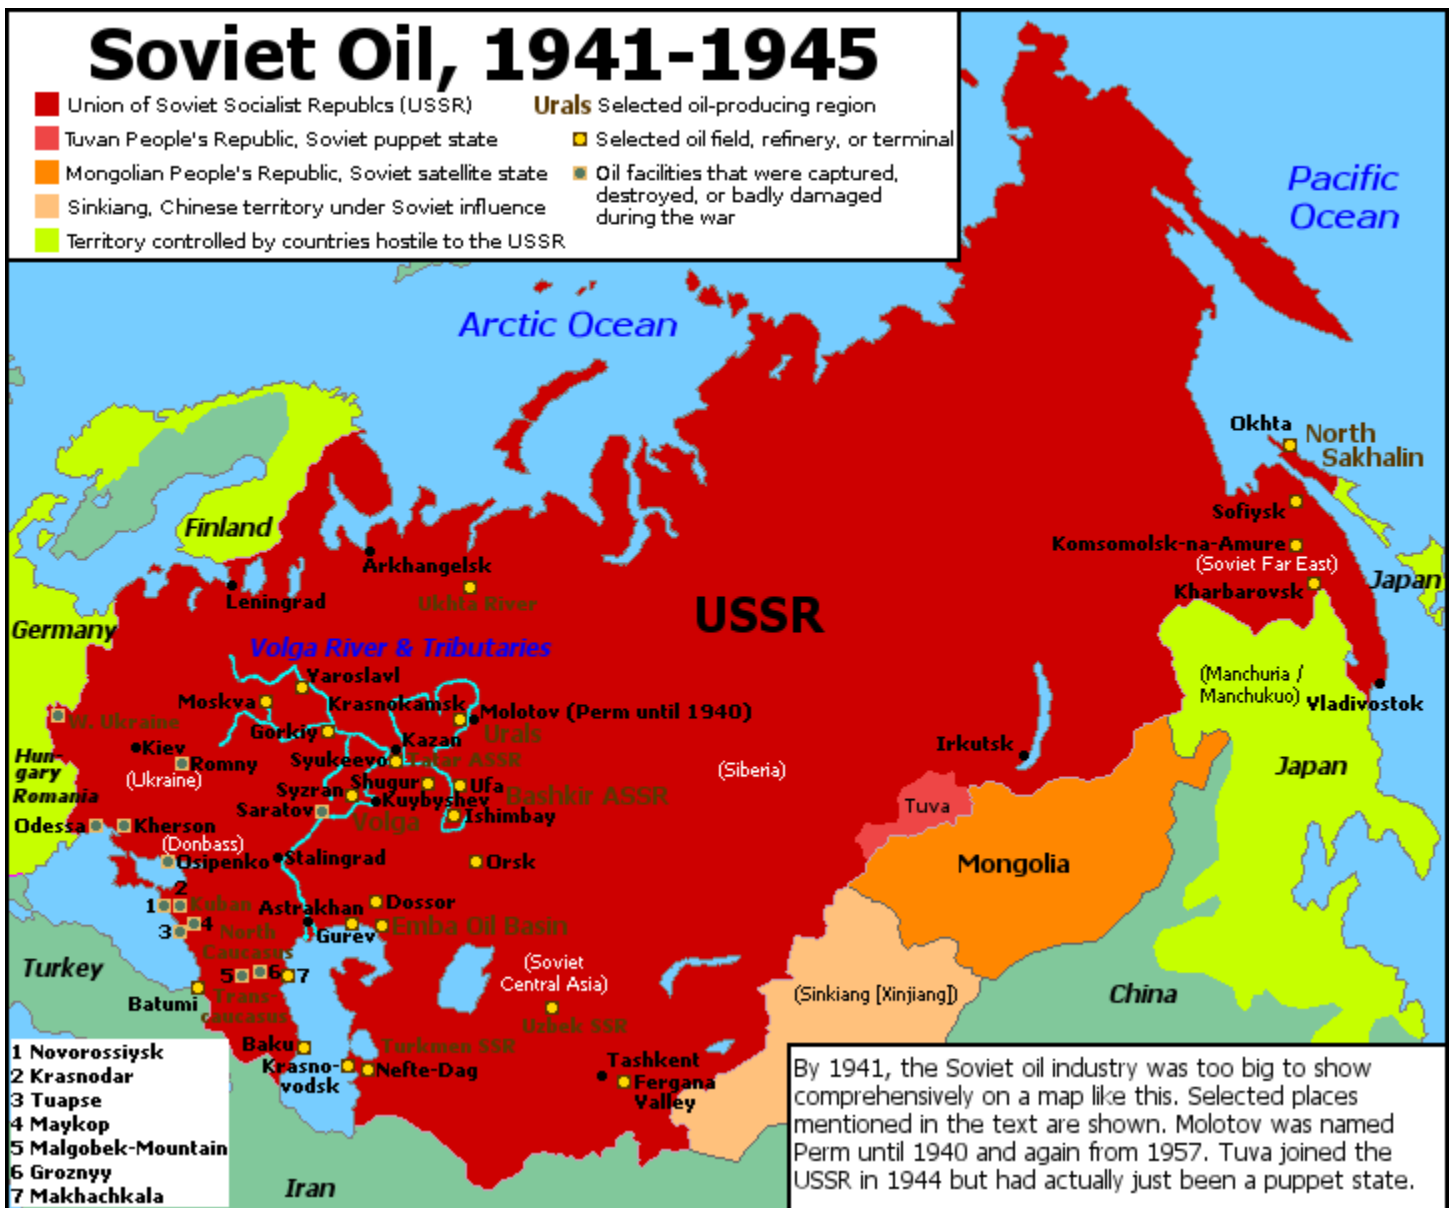 Soviet Oil, 1941-1945
Union of Soviet Socialist Republcs (USSR)
Tuvan People's Republic, Soviet puppet state
Mongolian People's Republic, Soviet satellite state
Sinkiang, Chinese territory under Soviet influence
Territory controlled by countries hostile to the USSR
Urals Selected oil-producing region
Selected oil field, refinery, or terminal
Oil facilities that were captured,
destroyed, or badly damaged
during the war
Pacific
Ocean
Arctic Ocean
Okhta
North
Sakhalin
Finland
Sofiysk
Komsomolsk-na-Amure
(Soviet Far East)
Arkhangelsk
Japan
Kharbarovsk
Leningrad
Ukhta River
USSR
Germany
Volga River & Tributaries
Yaroslavl
(Manchuria /
Manchukuo)
Vladivostok
Moskva
Krasnokamsk
Molotov (Perm until 1940)
W. Ukraine
Gorkiy
Urals
Kazan
Kiev
Irkutsk
Hun-
gary
Romny
Syukeevo
Tatar ASSR
(Ukraine)
(Siberia)
Japan
Shugur
Ufa
Syzran
Bashkir ASSR
Romania
Kuybyshev
Tuva
Saratov
Volga
Ishimbay
Odessa
Kherson
(Donbass)
Osipenko
Stalingrad
Orsk
Mongolia
2
1
Kuban
Astrakhan
Dossor
4
3
North
Caucasus
Gurev
Emba Oil Basin
Turkey
5
6
7
(Soviet
Central Asia)
(Sinkiang [Xinjiang])
China
Batumi
Trans-
caucasus
Uzbek SSR
Baku
Turkmen SSR
Krasno-
vodsk
Nefte-Dag
Tashkent
Fergana
Valley
Iran
1 Novorossiysk
2 Krasnodar
3 Tuapse
4 Maykop
5 Malgobek-Mountain
6 Groznyy
7 Makhachkala
By 1941, the Soviet oil industry was too big to show
comprehensively on a map like this. Selected places
mentioned in the text are shown. Molotov was named
Perm until 1940 and again from 1957. Tuva joined the
USSR in 1944 but had actually just been a puppet state.